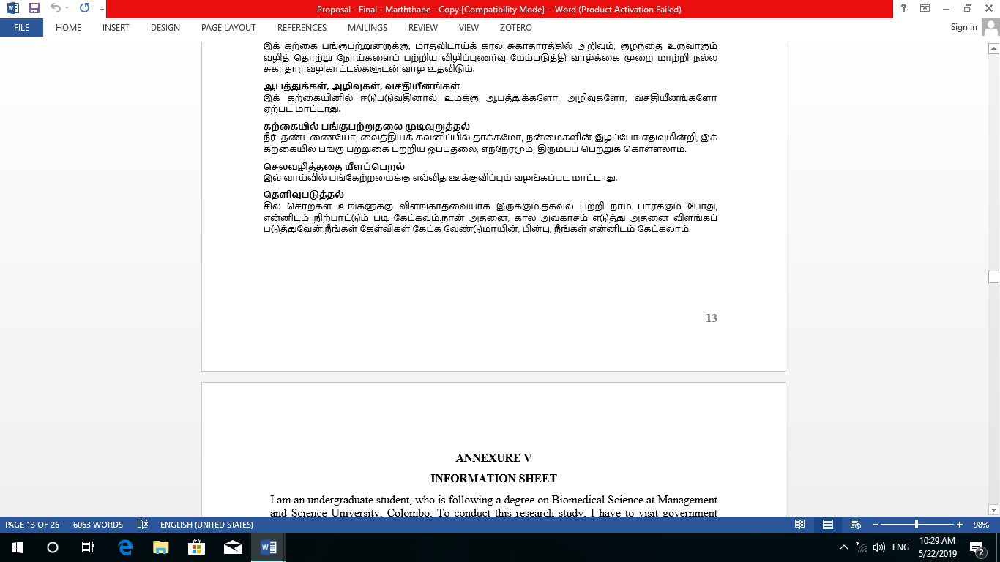 Proposal - Final - Marththane - Copy [Compatibility Mode] - Word (Product Activation Failed)
FILE HOME INSERT DESIGN PAGE LAYOUT REFERENCES MAILINGS REVIEW VIEW ZOTERO Sign in
இக் கற்கை பங்குபற்றுனருக்கு, மாதவிடாய்க் கால சுகாதாரத்தில் அறிவும், குழந்தை உருவாகும்
வழித் தொற்று நோய்களைப் பற்றிய விழிப்புணர்வு மேம்படுத்தி வாழ்க்கை முறை மாற்றி நல்ல
சுகாதார வழிகாட்டல்களுடன் வாழ உதவிடும்.
ஆபத்துக்கள், அழிவுகள், வசதியீனங்கள்
இக் கற்கையினில் ஈடுபடுவதினால் உமக்கு ஆபத்துக்களோ, அழிவுகளோ, வசதியீனங்களோ
ஏற்பட மாட்டாது.
கற்கையில் பங்குபற்றுதலை முடிவுறுத்தல்
நீர், தண்டணையோ, வைத்தியக் கவனிப்பில் தாக்கமோ, நன்மைகளின் இழப்போ எதுவுமின்றி, இக்
கற்கையில் பங்கு பற்றுகை பற்றிய ஒப்பதலை, எந்நேரமும், திரும்பப் பெற்றுக் கொள்ளலாம்.
செலவழித்ததை மீளப்பெறல்
இவ் வாய்வில் பங்கேற்றமைக்கு எவ்வித ஊக்குவிப்பும் வழங்கப்பட மாட்டாது.
தெளிவுபடுத்தல்
சில சொற்கள் உங்களுக்கு விளங்காதவையாக இருக்கும்.தகவல் பற்றி நாம் பார்க்கும் போது,
என்னிடம் நிற்பாட்டும் படி கேட்கவும்.நான் அதனை, கால அவகாசம் எடுத்து அதனை விளங்கப்
படுத்துவேன்.நீங்கள் கேள்விகள் கேட்க வேண்டுமாயின், பின்பு, நீங்கள் என்னிடம் கேட்கலாம்.
13
ANNEXURE V
INFORMATION SHEET
I am an undergraduate student, who is following a degree on Biomedical Science at Management
and Science University, Colombo. To conduct this research study, I have to visit government
PAGE 13 OF 26 6063 WORDS ENGLISH (UNITED STATES) 98%
ENG 10:29 AM
5/22/2019 2